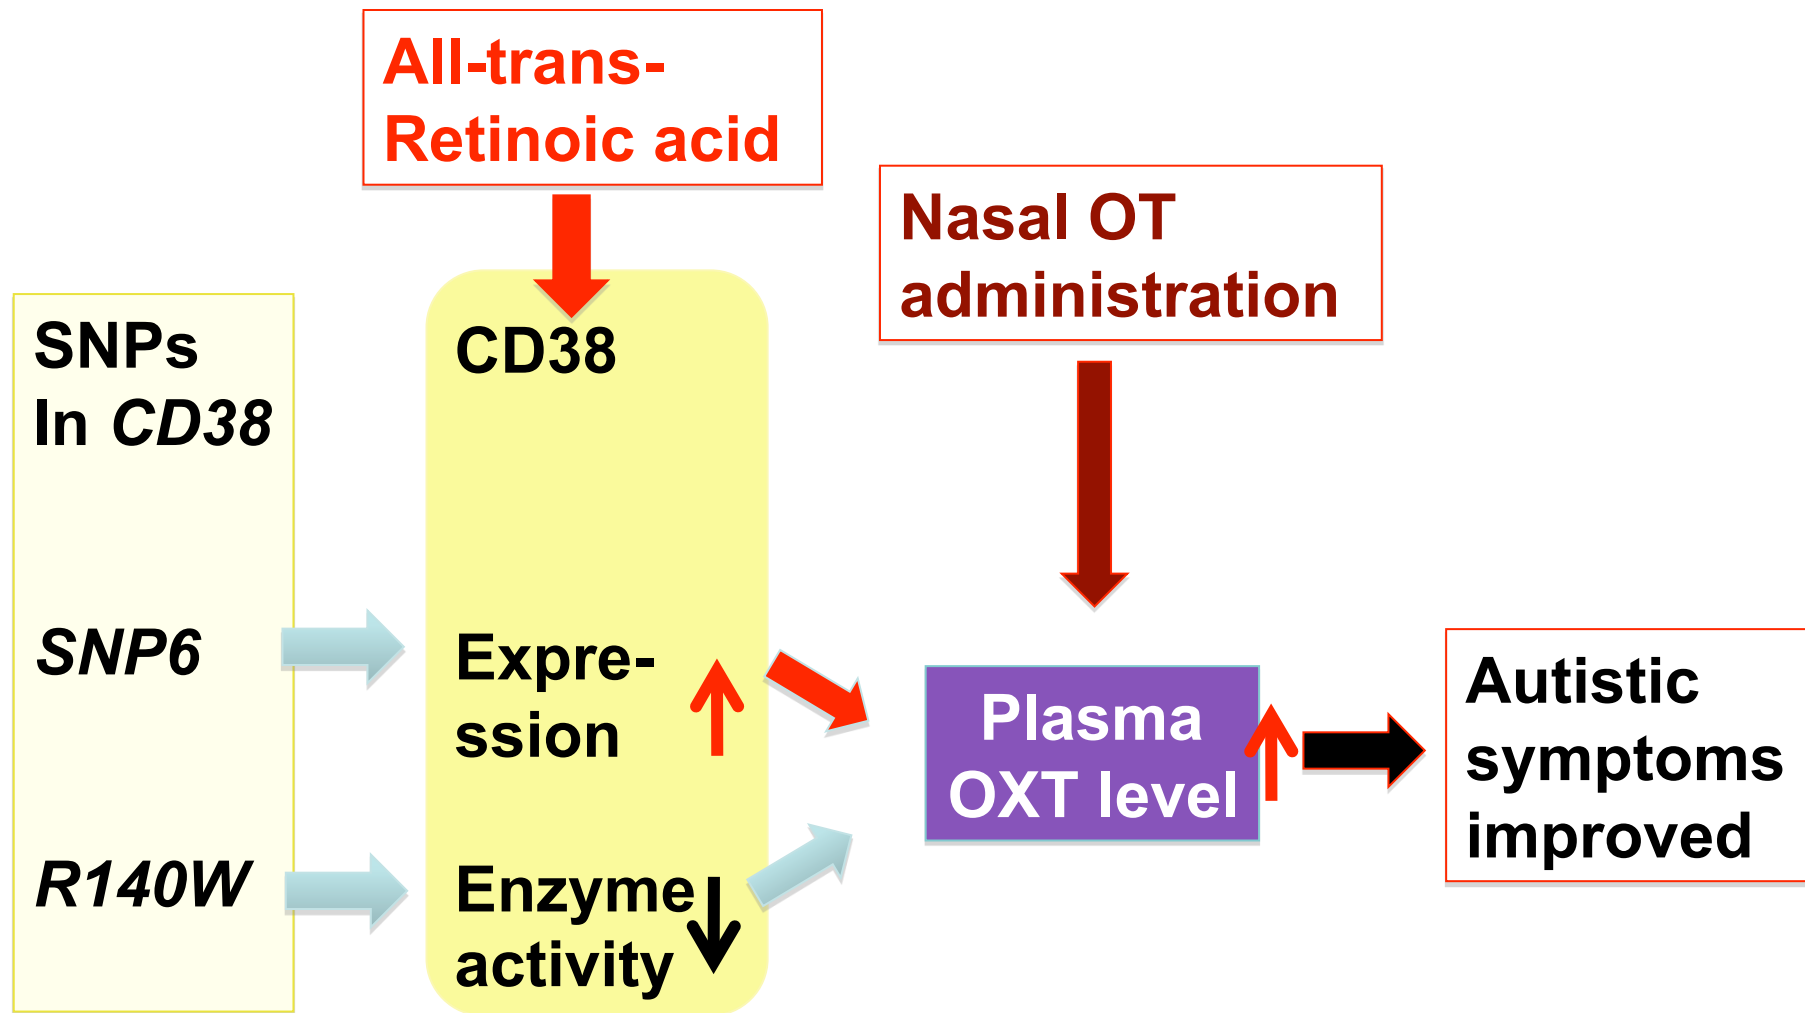 All-trans-
Retinoic acid
Nasal OT
administration
SNPs
In CD38
SNP6
R140W
CD38
Expre-
ssion
Enzyme
activity
Plasma
OXT level
Autistic
symptoms
improved